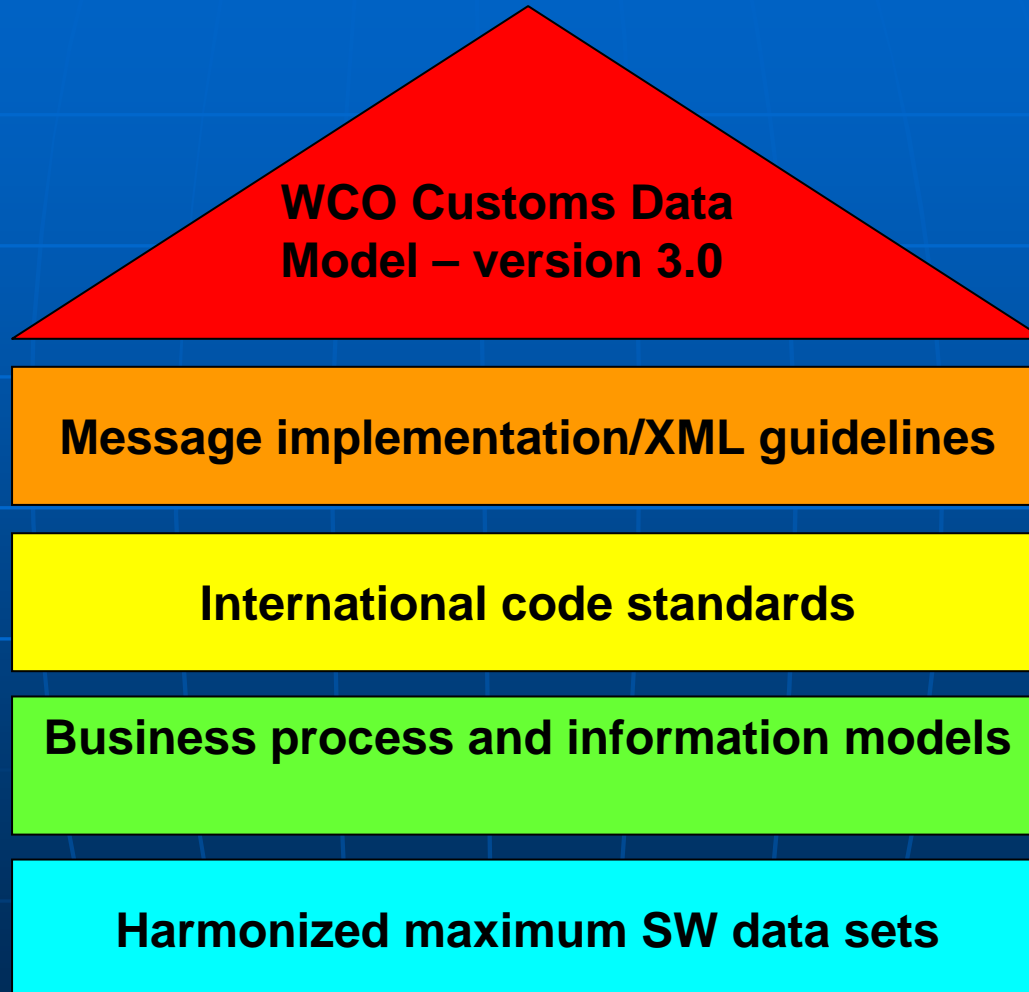 WCO Customs Data
Model – version 3.0
Message implementation/XML guidelines
International code standards
Business process and information models
Harmonized maximum SW data sets